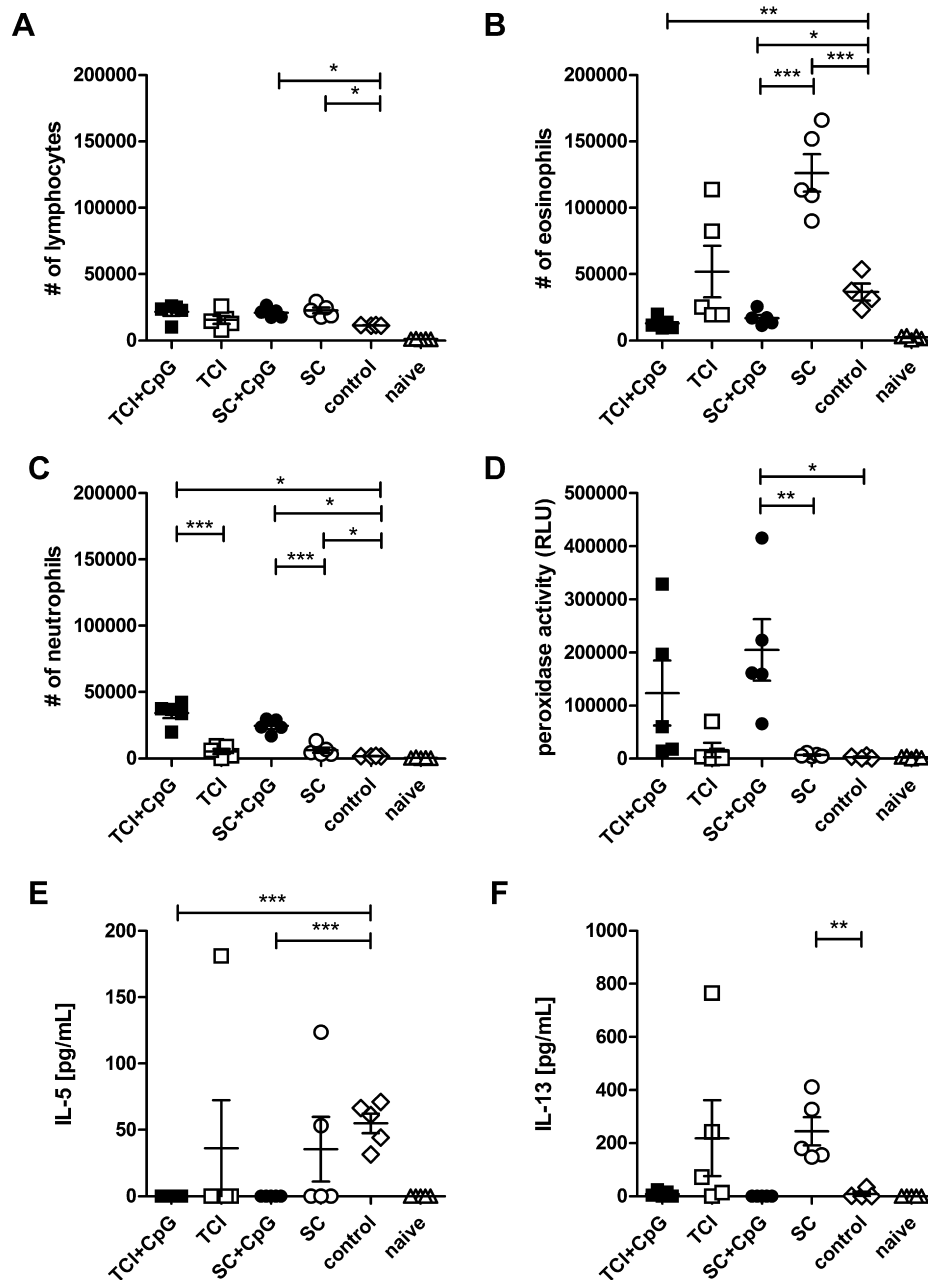 A
# of lymphocytes
200000
150000
100000
50000
0
*
*
TCI+CpG
TCI
SC+CpG
SC
control
naive
B
# of eosinophils
200000
150000
100000
50000
0
**
*
***
***
TCI+CpG
TCI
SC+CpG
SC
control
naive
C
# of neutrophils
200000
150000
100000
50000
0
*
*
***
*
***
TCI+CpG
TCI
SC+CpG
SC
control
naive
D
peroxidase activity (RLU)
500000
400000
300000
200000
100000
0
*
**
TCI+CpG
TCI
SC+CpG
SC
control
naive
E
IL-5 [pg/mL]
200
150
100
50
0
***
***
TCI+CpG
TCI
SC+CpG
SC
control
naive
F
IL-13 [pg/mL]
1000
800
600
400
200
0
**
TCI+CpG
TCI
SC+CpG
SC
control
naive